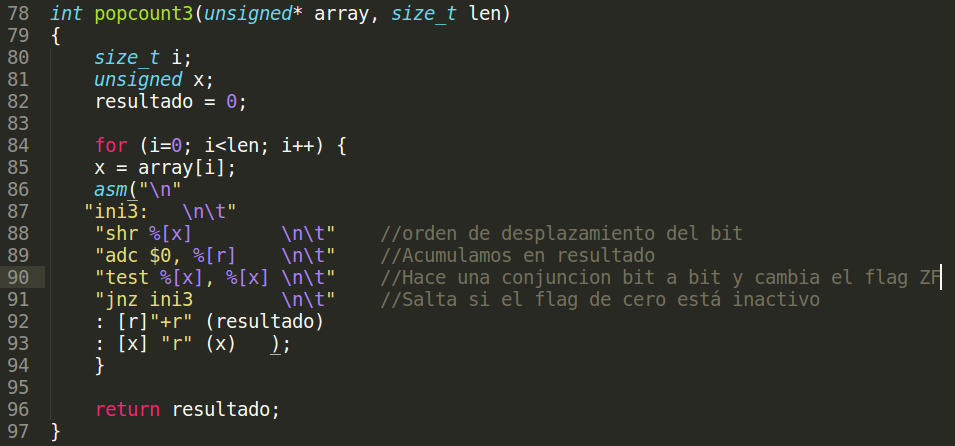 78 int popcount3(unsigned* array, size_t len)
79 {
80     size_t i;
81     unsigned x;
82     resultado = 0;
83
84     for (i=0; i<len; i++) {
85     x = array[i];
86     asm("\n"
87    "ini3:   \n\t"
88     "shr %[x]        \n\t"    //orden de desplazamiento del bit
89     "adc $0, %[r]    \n\t"    //Acumulamos en resultado
90     "test %[x], %[x] \n\t"    //Hace una conjuncion bit a bit y cambia el flag ZF
91     "jnz ini3        \n\t"    //Salta si el flag de cero está inactivo
92     : [r]"+r" (resultado)
93     : [x] "r" (x)   );
94     }
95
96     return resultado;
97 }